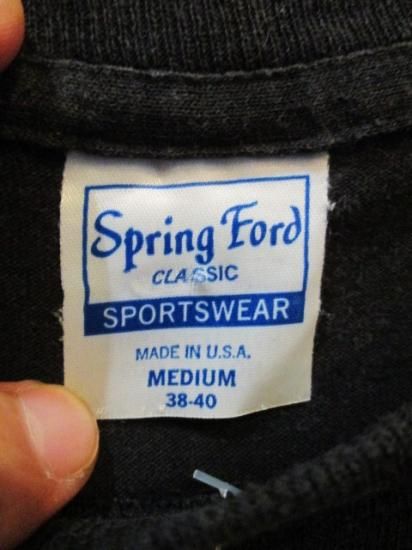 Spring Ford
CLASSIC
SPORTSWEAR
MADE IN U.S.A.
MEDIUM
38-40